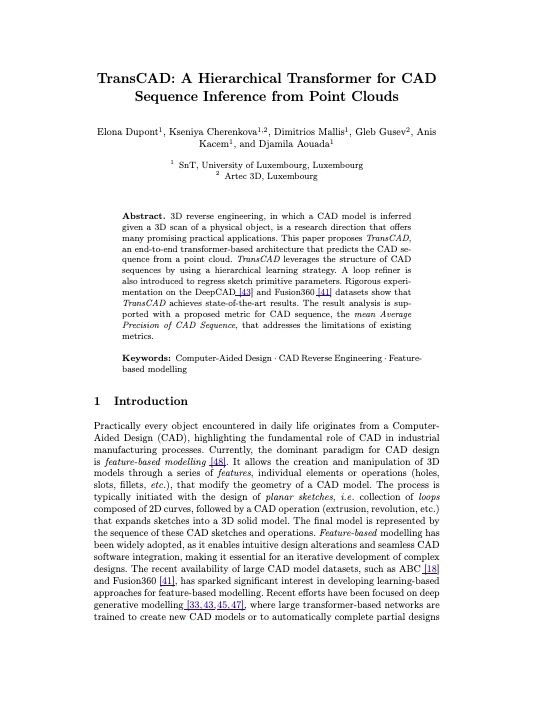 TransCAD: A Hierarchical Transformer for CAD
Sequence Inference from Point Clouds
Elona Dupont¹, Kseniya Cherenkova¹,², Dimitrios Mallis¹, Gleb Gusev², Anis
Kacem¹, and Djamila Aouada¹
¹ SnT, University of Luxembourg, Luxembourg
² Artec 3D, Luxembourg
Abstract. 3D reverse engineering, in which a CAD model is inferred
given a 3D scan of a physical object, is a research direction that offers
many promising practical applications. This paper proposes TransCAD,
an end-to-end transformer-based architecture that predicts the CAD se-
quence from a point cloud. TransCAD leverages the structure of CAD
sequences by using a hierarchical learning strategy. A loop refiner is
also introduced to regress sketch primitive parameters. Rigorous experi-
mentation on the DeepCAD [43] and Fusion360 [41] datasets show that
TransCAD achieves state-of-the-art results. The result analysis is sup-
ported with a proposed metric for CAD sequence, the mean Average
Precision of CAD Sequence, that addresses the limitations of existing
metrics.
Keywords: Computer-Aided Design · CAD Reverse Engineering · Feature-
based modelling
1 Introduction
Practically every object encountered in daily life originates from a Computer-
Aided Design (CAD), highlighting the fundamental role of CAD in industrial
manufacturing processes. Currently, the dominant paradigm for CAD design
is feature-based modelling [48]. It allows the creation and manipulation of 3D
models through a series of features, individual elements or operations (holes,
slots, fillets, etc.), that modify the geometry of a CAD model. The process is
typically initiated with the design of planar sketches, i.e. collection of loops
composed of 2D curves, followed by a CAD operation (extrusion, revolution, etc.)
that expands sketches into a 3D solid model. The final model is represented by
the sequence of these CAD sketches and operations. Feature-based modelling has
been widely adopted, as it enables intuitive design alterations and seamless CAD
software integration, making it essential for an iterative development of complex
designs. The recent availability of large CAD model datasets, such as ABC [18]
and Fusion360 [41], has sparked significant interest in developing learning-based
approaches for feature-based modelling. Recent efforts have been focused on deep
generative modelling [33,43,45,47], where large transformer-based networks are
trained to create new CAD models or to automatically complete partial designs